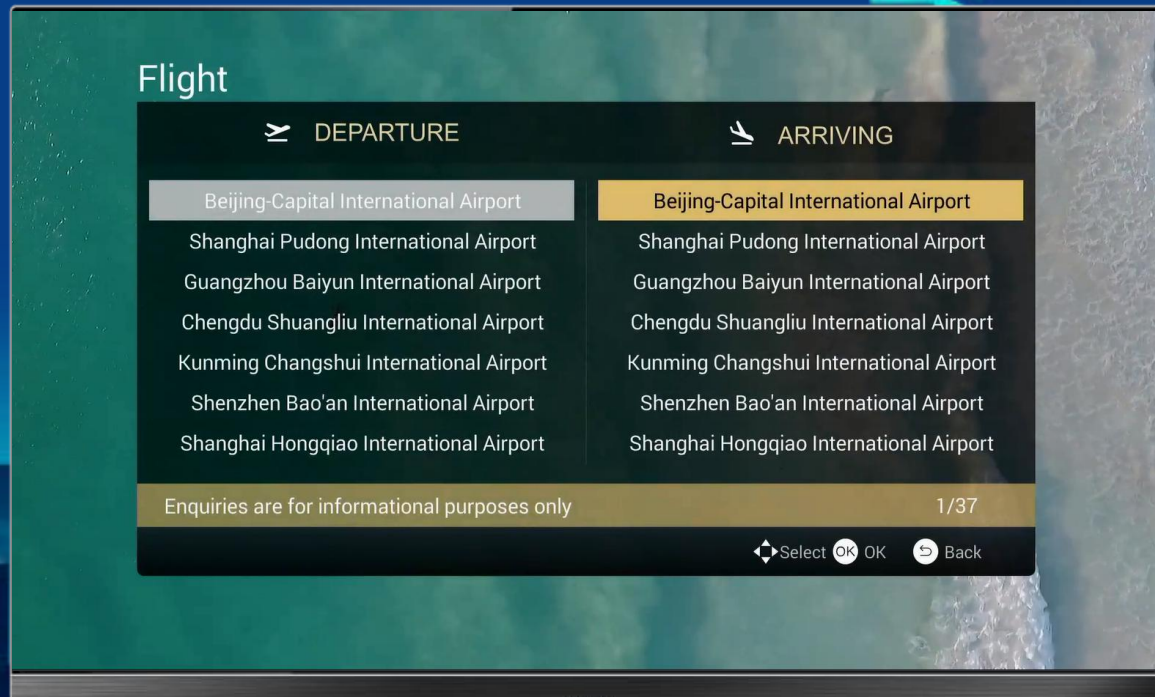 Flight
DEPARTURE
ARRIVING
Beijing-Capital International Airport
Shanghai Pudong International Airport
Guangzhou Baiyun International Airport
Chengdu Shuangliu International Airport
Kunming Changshui International Airport
Shenzhen Bao'an International Airport
Shanghai Hongqiao International Airport
Beijing-Capital International Airport
Shanghai Pudong International Airport
Guangzhou Baiyun International Airport
Chengdu Shuangliu International Airport
Kunming Changshui International Airport
Shenzhen Bao'an International Airport
Shanghai Hongqiao International Airport
Enquiries are for informational purposes only
1/37
Select OK OK Back